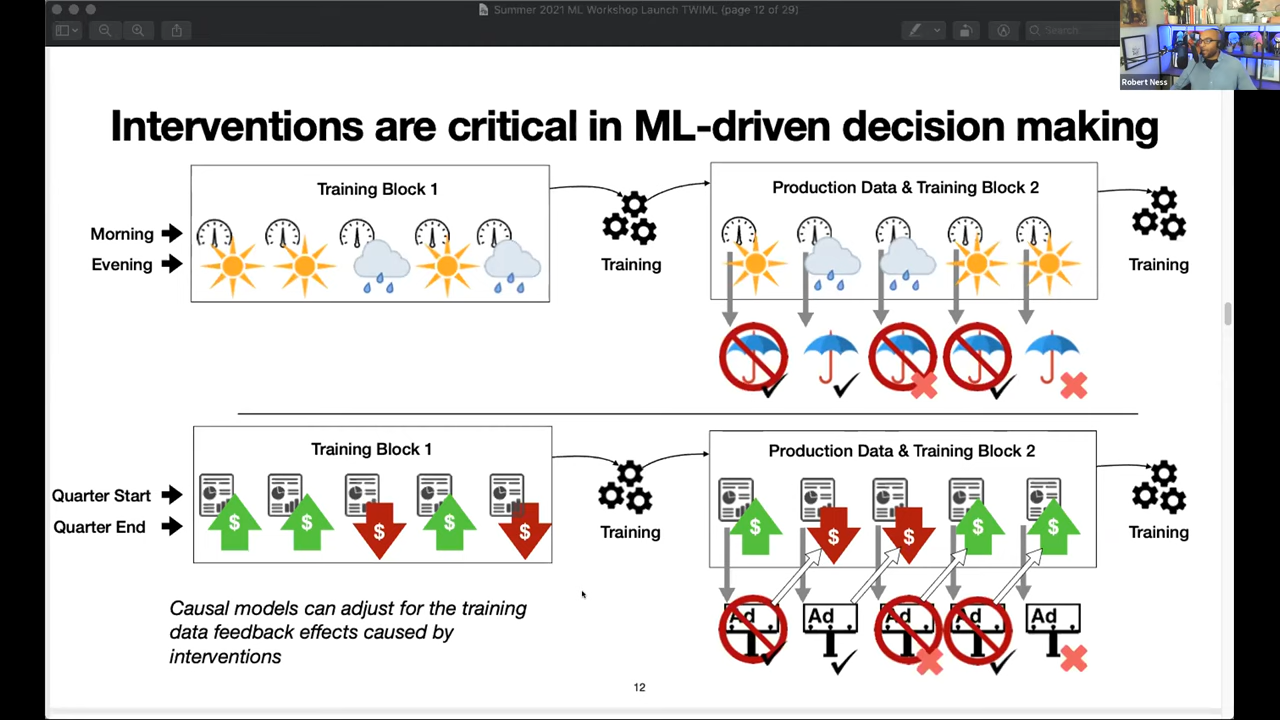 Summer 2021 ML Workshop Launch TWIML (page 12 of 29)
Search
Robert Ness
Interventions are critical in ML-driven decision making
Training Block 1
Production Data & Training Block 2
Morning
Evening
Training
Training
Training Block 1
Production Data & Training Block 2
Quarter Start
Quarter End
$ $ $ $ $
$ $ $ $ $
Training
Training
Ad Ad Ad Ad Ad
Causal models can adjust for the training
data feedback effects caused by
interventions
12